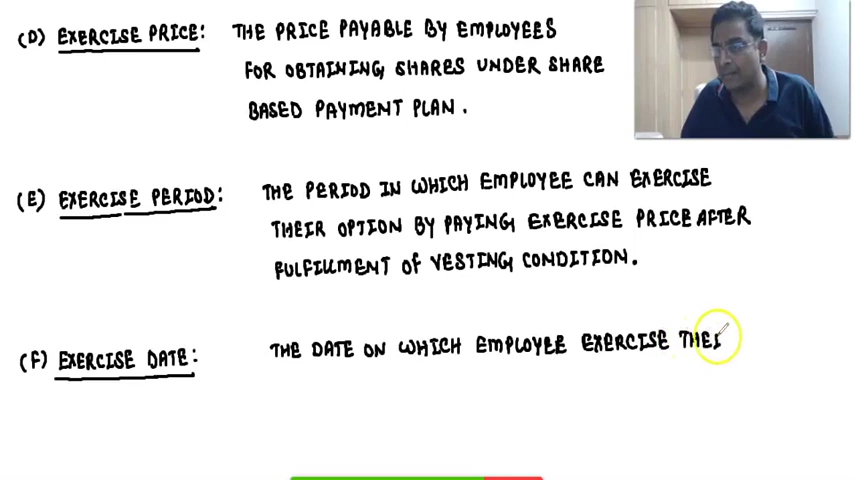 (D) EXERCISE PRICE: THE PRICE PAYABLE BY EMPLOYEES
FOR OBTAINING SHARES UNDER SHARE
BASED PAYMENT PLAN.
(E) EXERCISE PERIOD: THE PERIOD IN WHICH EMPLOYEE CAN EXERCISE
THEIR OPTION BY PAYING EXERCISE PRICE AFTER
FULFILLMENT OF VESTING CONDITION.
(F) EXERCISE DATE: THE DATE ON WHICH EMPLOYEE EXERCISE THEI